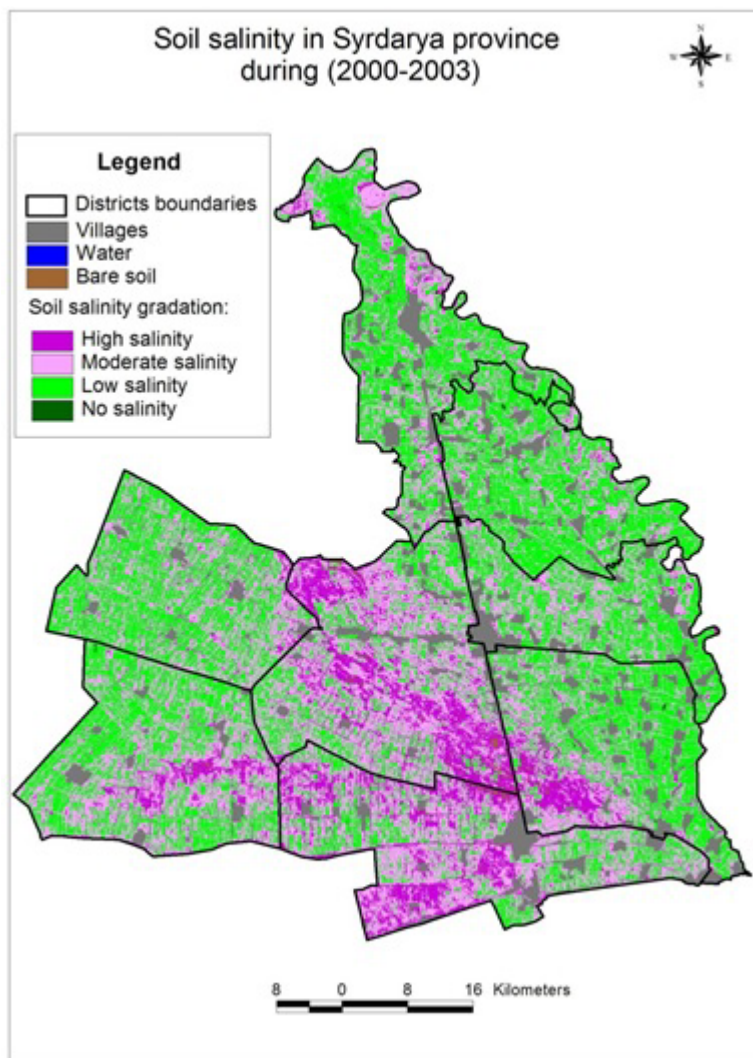 Soil salinity in Syrdarya province
during (2000-2003)
N
W E
S
Legend
Districts boundaries
Villages
Water
Bare soil
Soil salinity gradation:
High salinity
Moderate salinity
Low salinity
No salinity
8 0 8 16 Kilometers